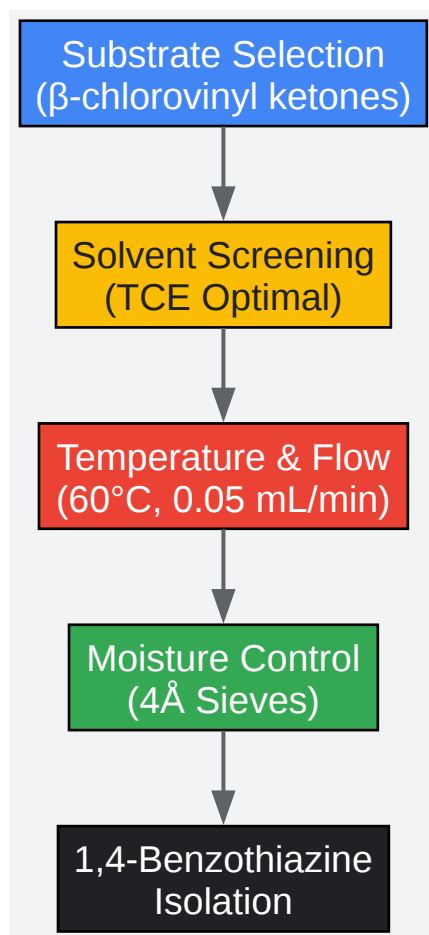 Substrate Selection
(β-chlorovinyl ketones)
Solvent Screening
(TCE Optimal)
Temperature & Flow
(60°C, 0.05 mL/min)
Moisture Control
(4Å Sieves)
1,4-Benzothiazine
Isolation